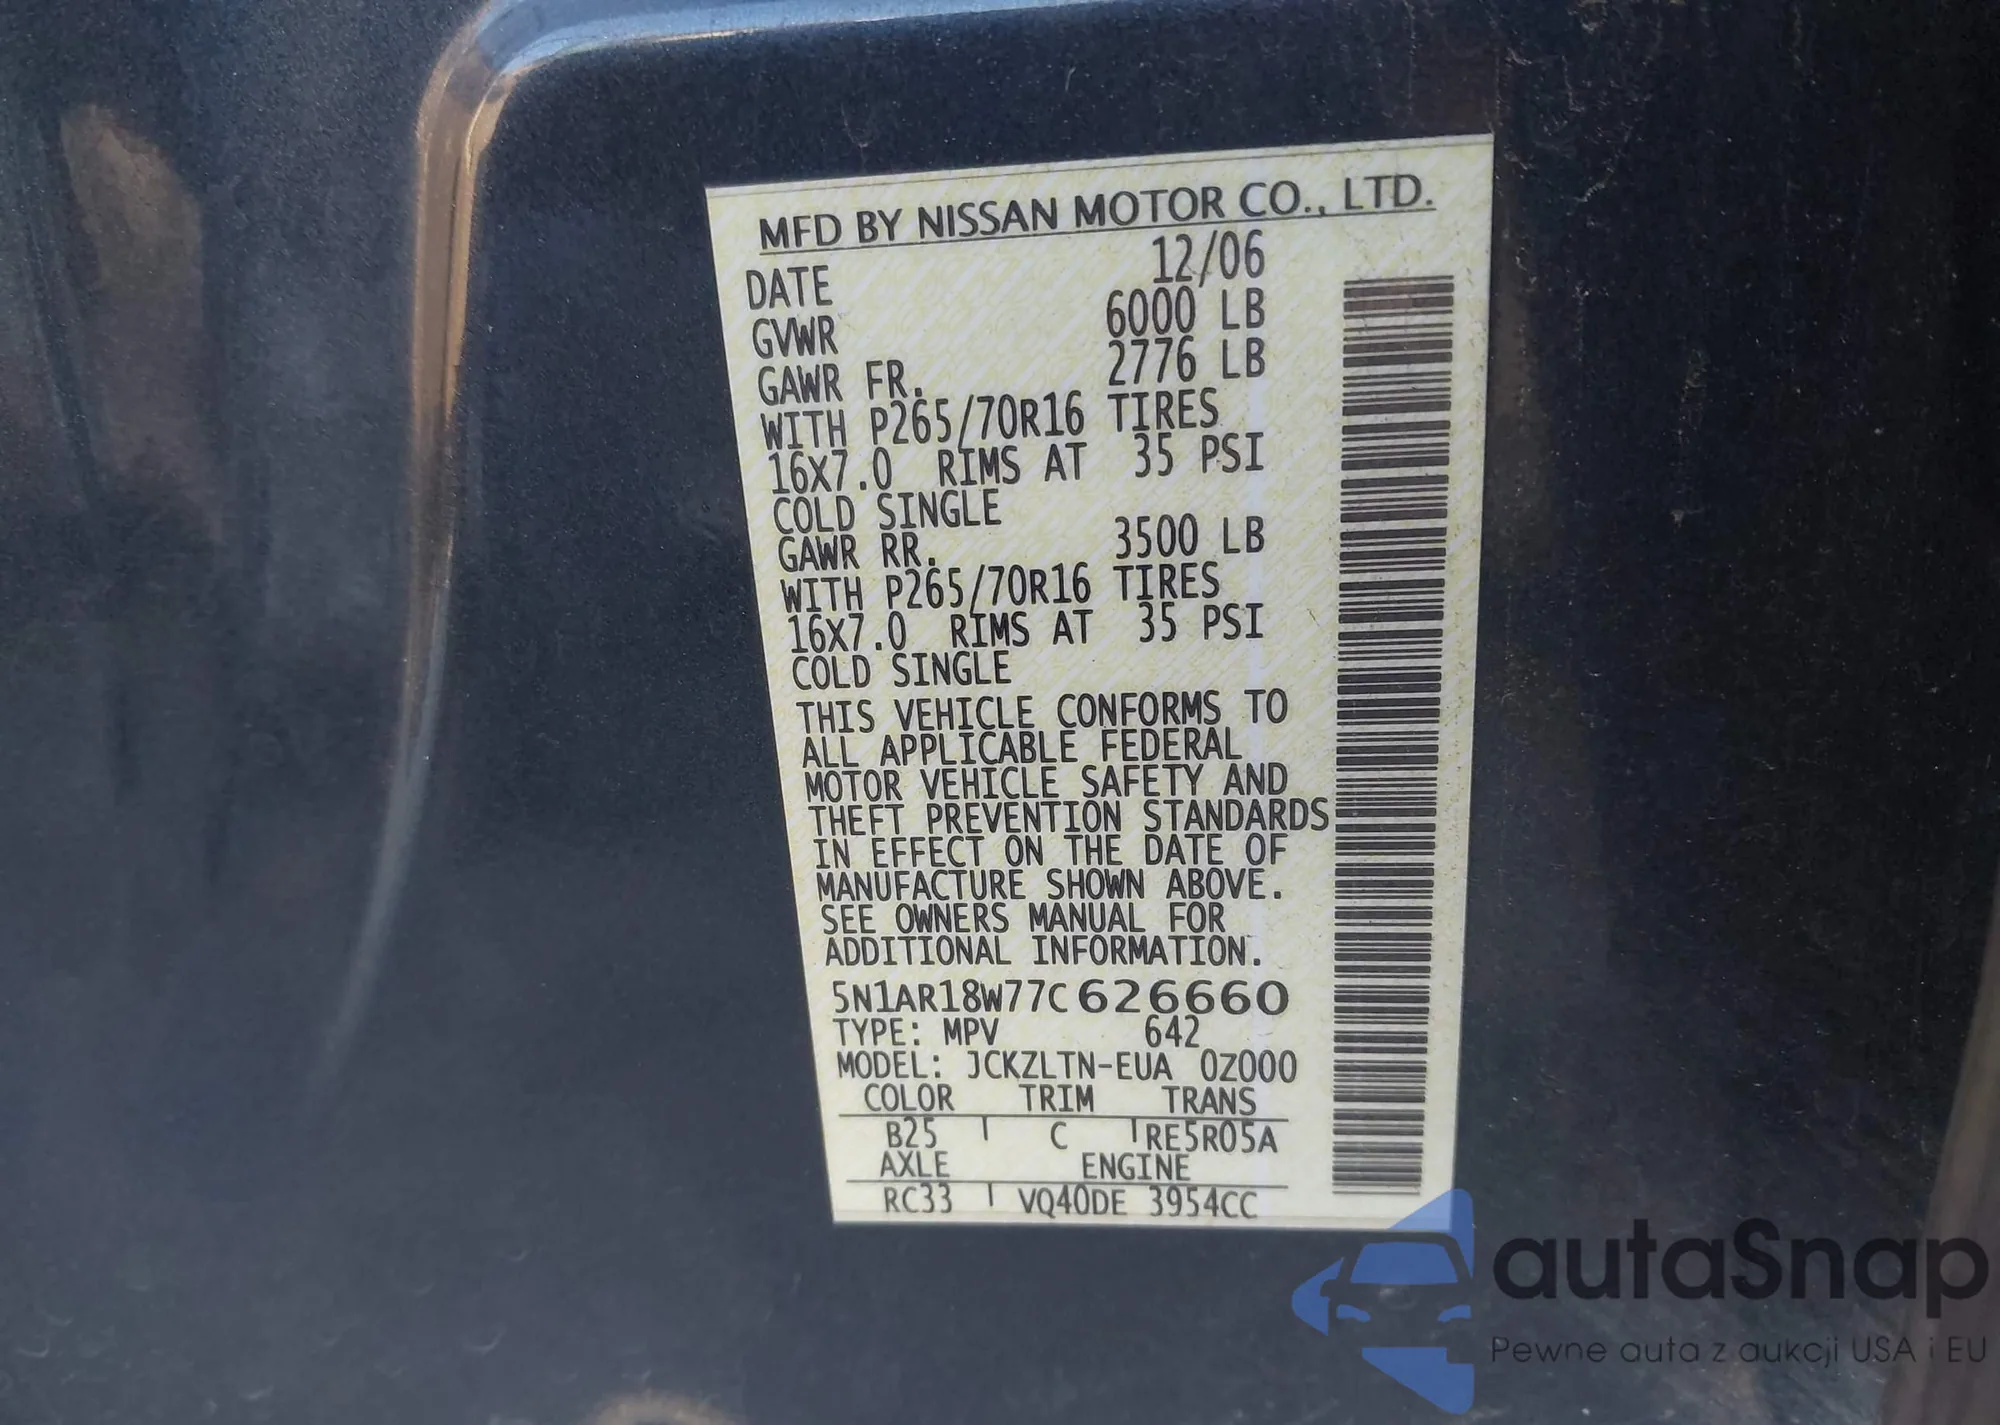 MFD BY NISSAN MOTOR CO., LTD.
DATE 12/06
GVWR 6000 LB
GAWR FR. 2776 LB
WITH P265/70R16 TIRES
16X7.0 RIMS AT 35 PSI
COLD SINGLE
GAWR RR. 3500 LB
WITH P265/70R16 TIRES
16X7.0 RIMS AT 35 PSI
COLD SINGLE
THIS VEHICLE CONFORMS TO
ALL APPLICABLE FEDERAL
MOTOR VEHICLE SAFETY AND
THEFT PREVENTION STANDARDS
IN EFFECT ON THE DATE OF
MANUFACTURE SHOWN ABOVE.
SEE OWNERS MANUAL FOR
ADDITIONAL INFORMATION.
5N1AR18W77C626660
TYPE: MPV 642
MODEL: JCKZLTN-EUA 0Z000
COLOR TRIM TRANS
B25 C RE5R05A
AXLE ENGINE
RC33 VQ40DE 3954CC
autaSnap
Pewne auta z aukcji USA i EU